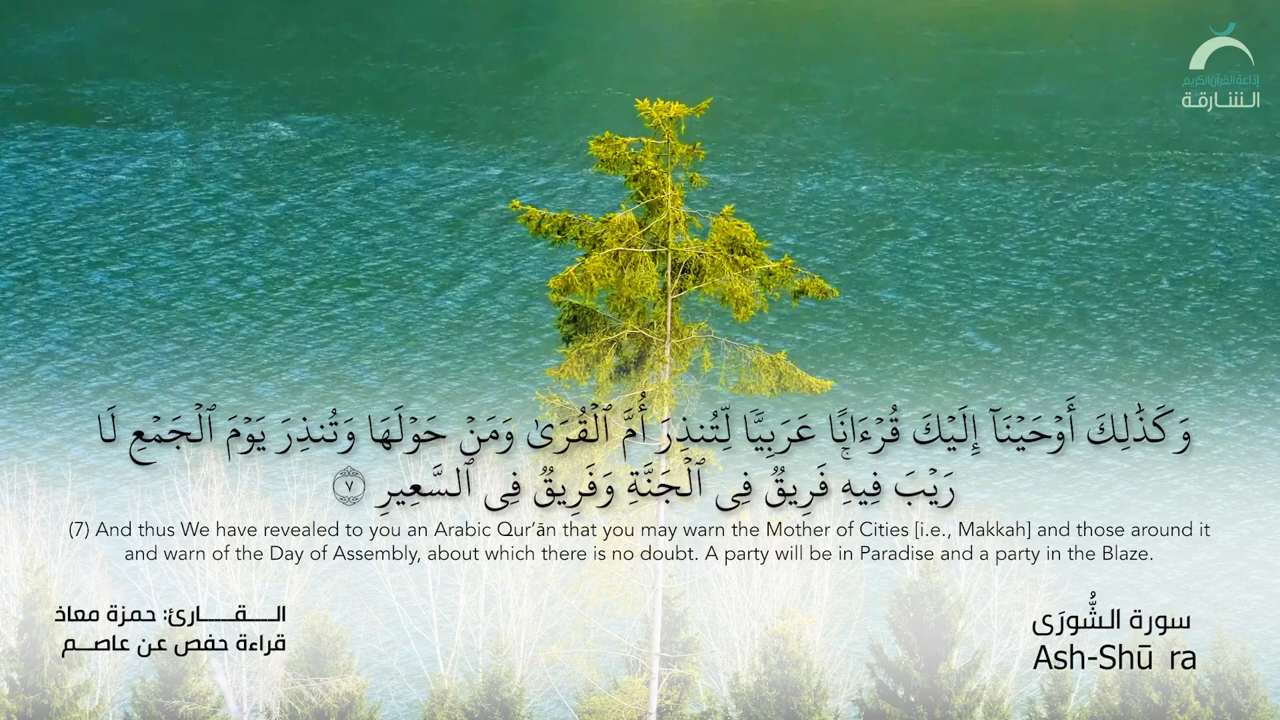 إذاعة القرآن الكريم
الشارقة
وَكَذَٰلِكَ أَوْحَيْنَآ إِلَيْكَ قُرْءَانًا عَرَبِيًّا لِّتُنذِرَ أُمَّ ٱلْقُرَىٰ وَمَنْ حَوْلَهَا وَتُنذِرَ يَوْمَ ٱلْجَمْعِ لَا
رَيْبَ فِيهِ ۚ فَرِيقٌ فِى ٱلْجَنَّةِ وَفَرِيقٌ فِى ٱلسَّعِيرِ ٧
(7) And thus We have revealed to you an Arabic Qur’ān that you may warn the Mother of Cities [i.e., Makkah] and those around it
and warn of the Day of Assembly, about which there is no doubt. A party will be in Paradise and a party in the Blaze.
سورة الشُّورَى
Ash-Shū ra
القارئ: حمزة معاذ
قراءة حفص عن عاصم